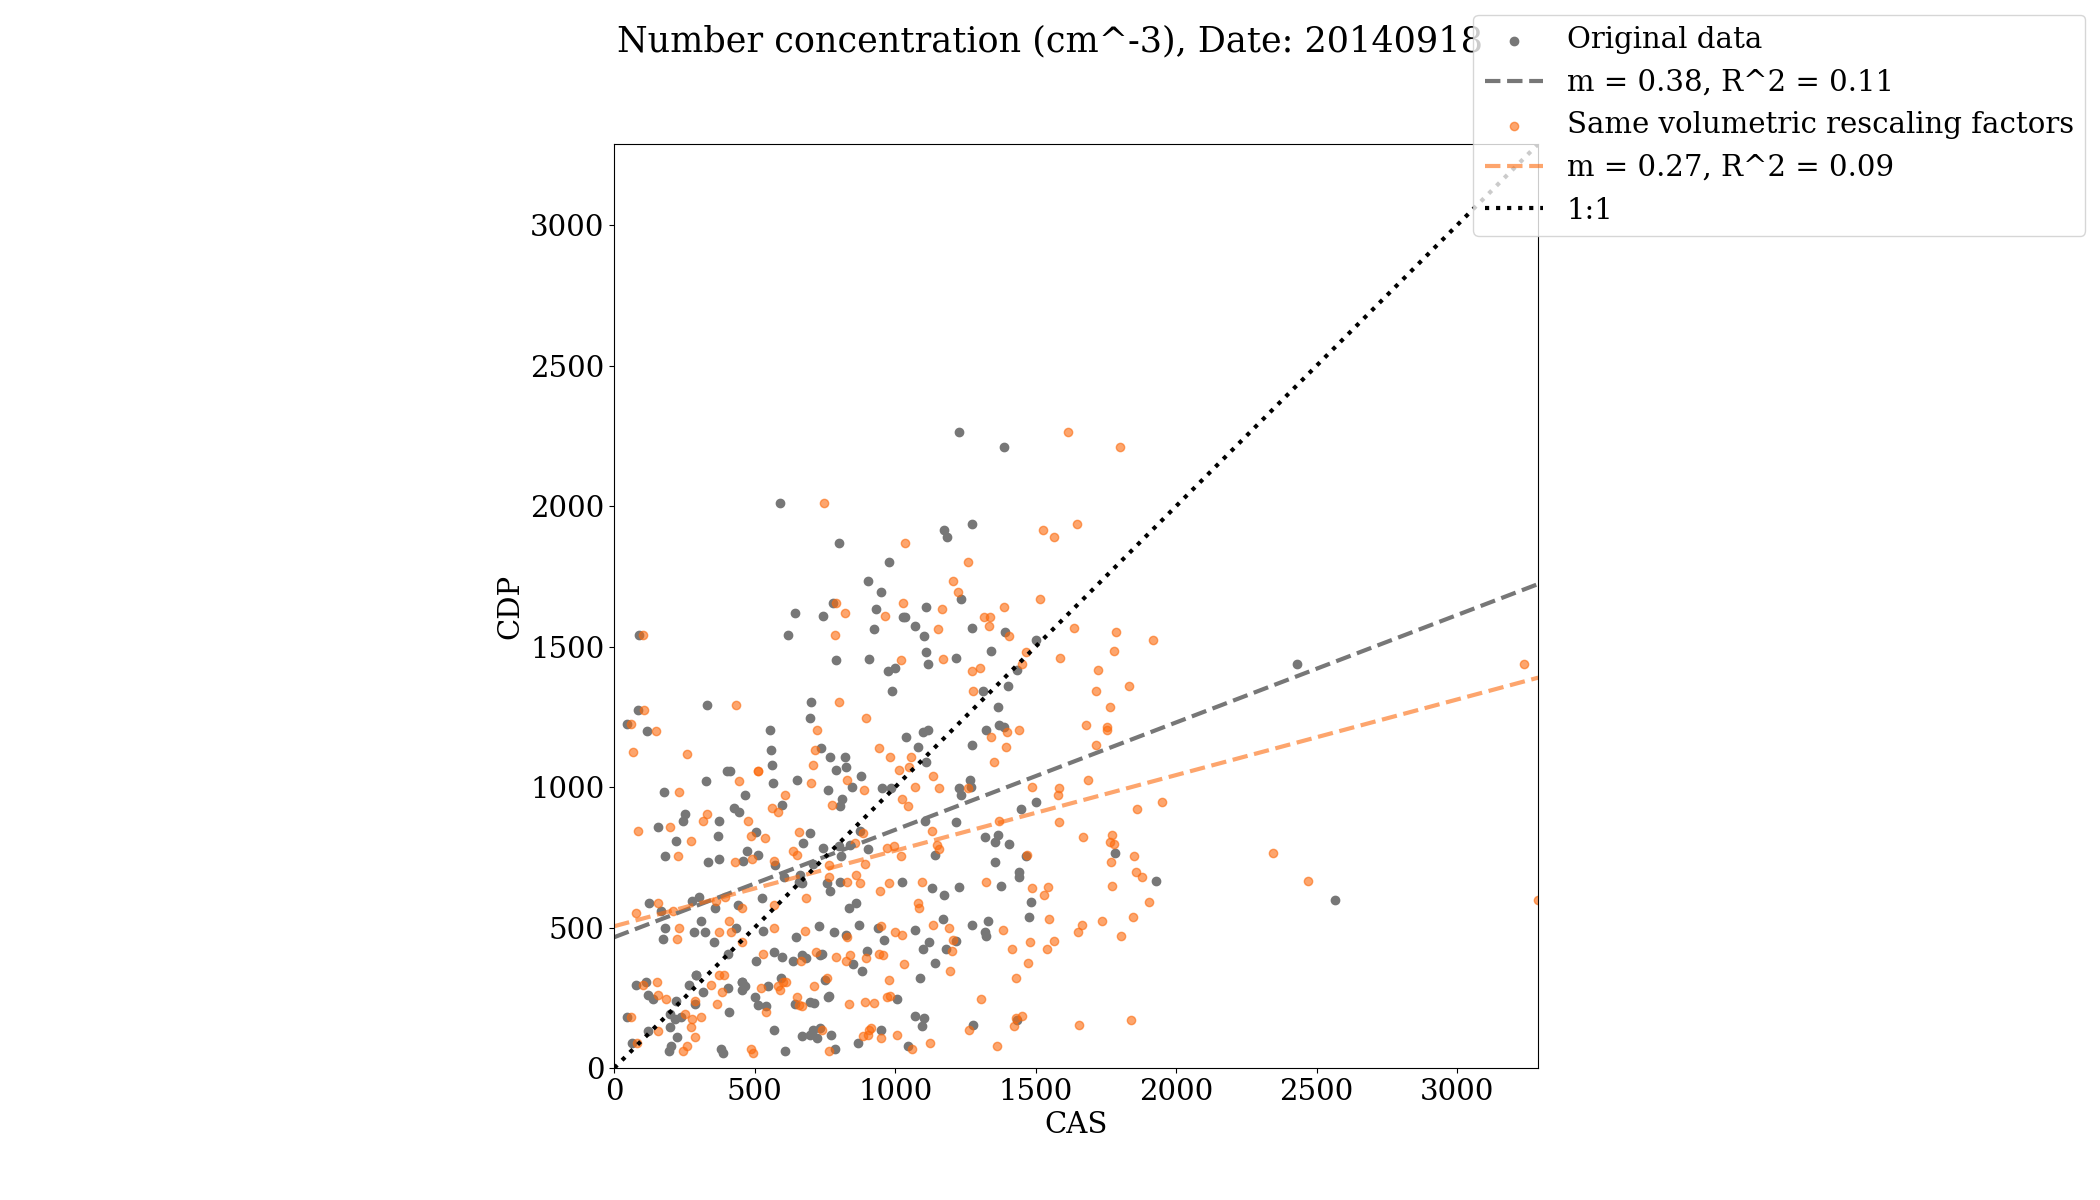 Number concentration (cm^-3), Date: 20140918
Original data
m = 0.38, R^2 = 0.11
Same volumetric rescaling factors
m = 0.27, R^2 = 0.09
1:1
3000
2500
2000
1500
1000
500
0
CDP
0 500 1000 1500 2000 2500 3000
CAS